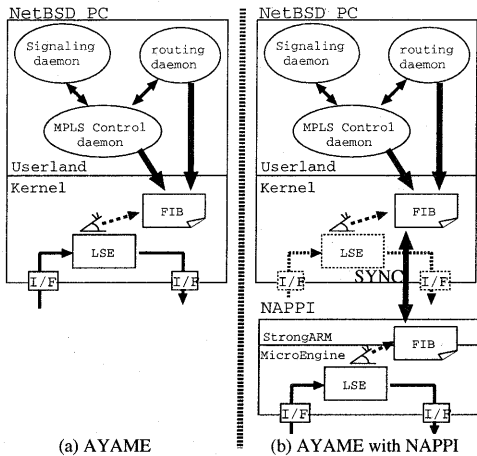 NetBSD PC
Signaling
daemon
routing
daemon
MPLS Control
daemon
Userland
Kernel
FIB
LSE
I/F
I/F
(a) AYAME
NetBSD PC
Signaling
daemon
routing
daemon
MPLS Control
daemon
Userland
Kernel
FIB
LSE
I/F
I/F
SYNC
NAPPI
StrongARM
MicroEngine
FIB
LSE
I/F
I/F
(b) AYAME with NAPPI